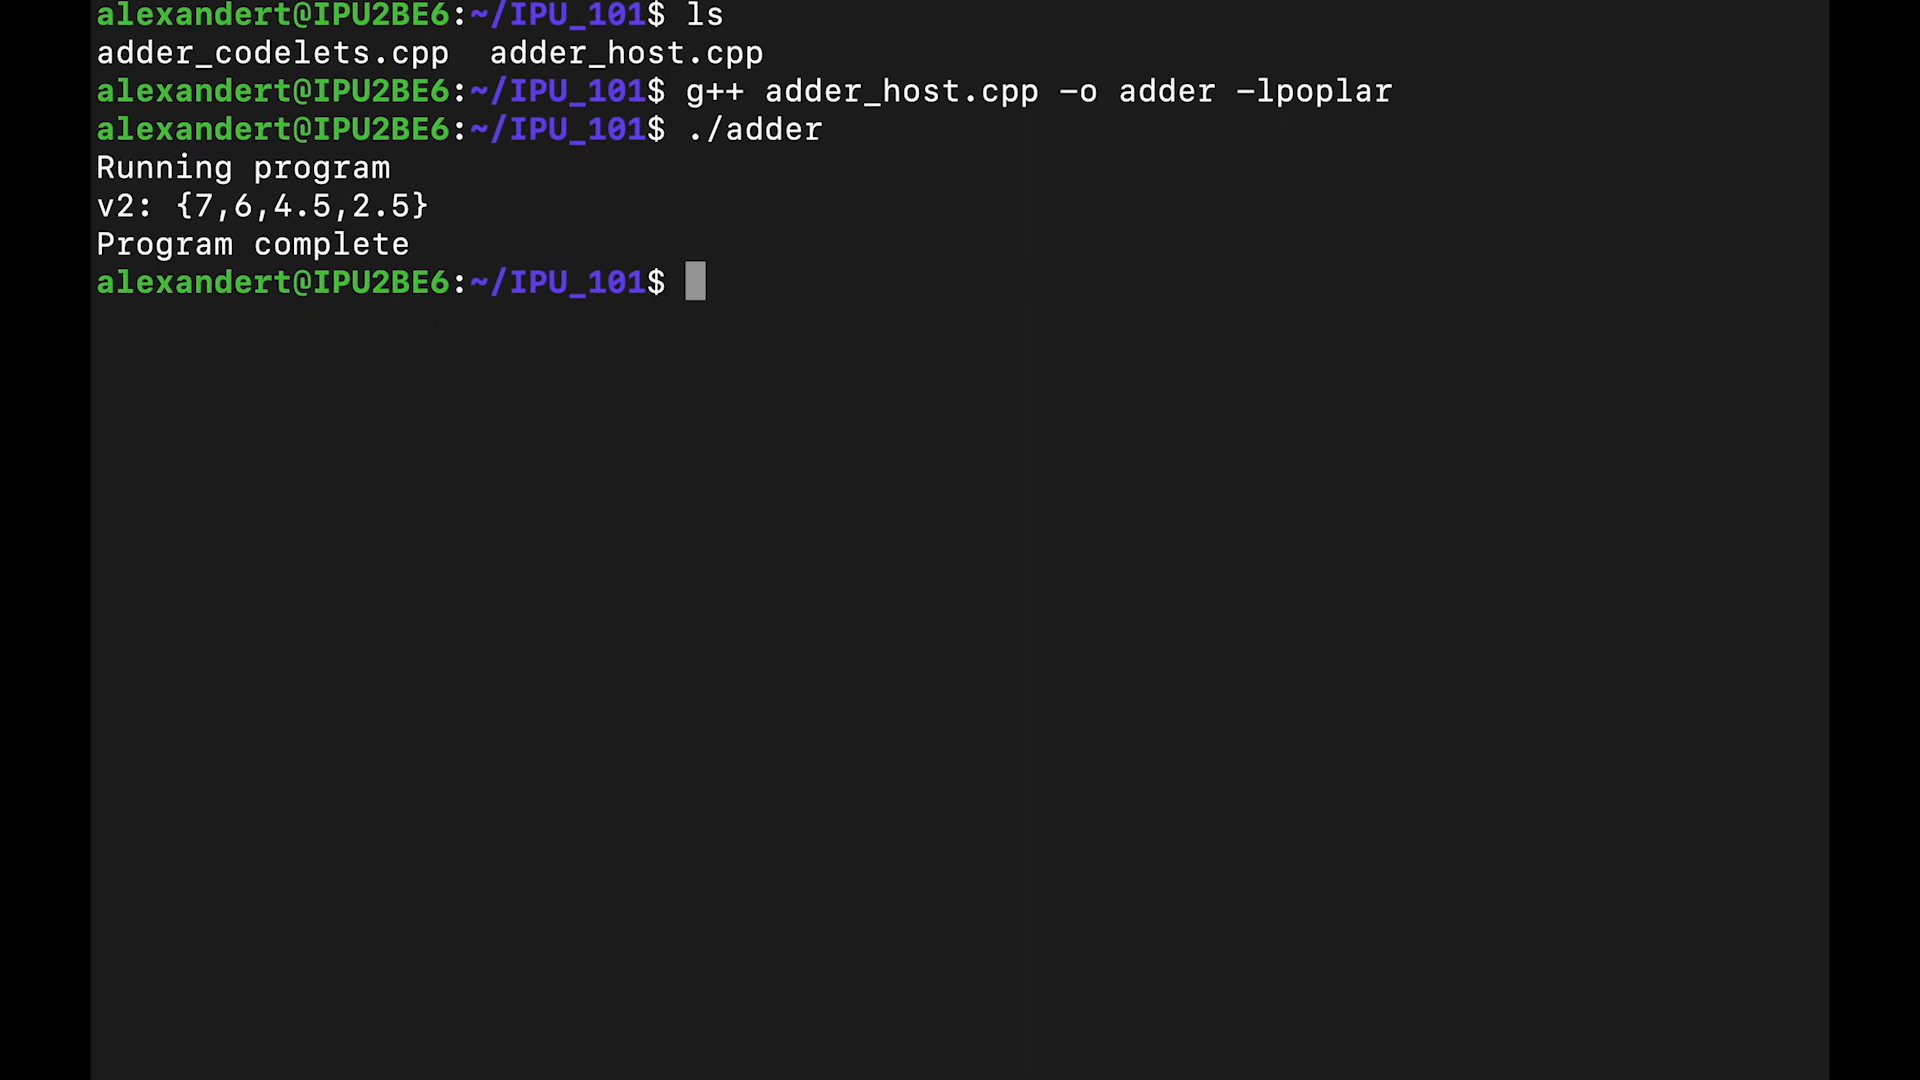 alexandert@IPU2BE6:~/IPU_101$ ls
adder_codelets.cpp  adder_host.cpp
alexandert@IPU2BE6:~/IPU_101$ g++ adder_host.cpp -o adder -lpoplar
alexandert@IPU2BE6:~/IPU_101$ ./adder
Running program
v2: {7,6,4.5,2.5}
Program complete
alexandert@IPU2BE6:~/IPU_101$